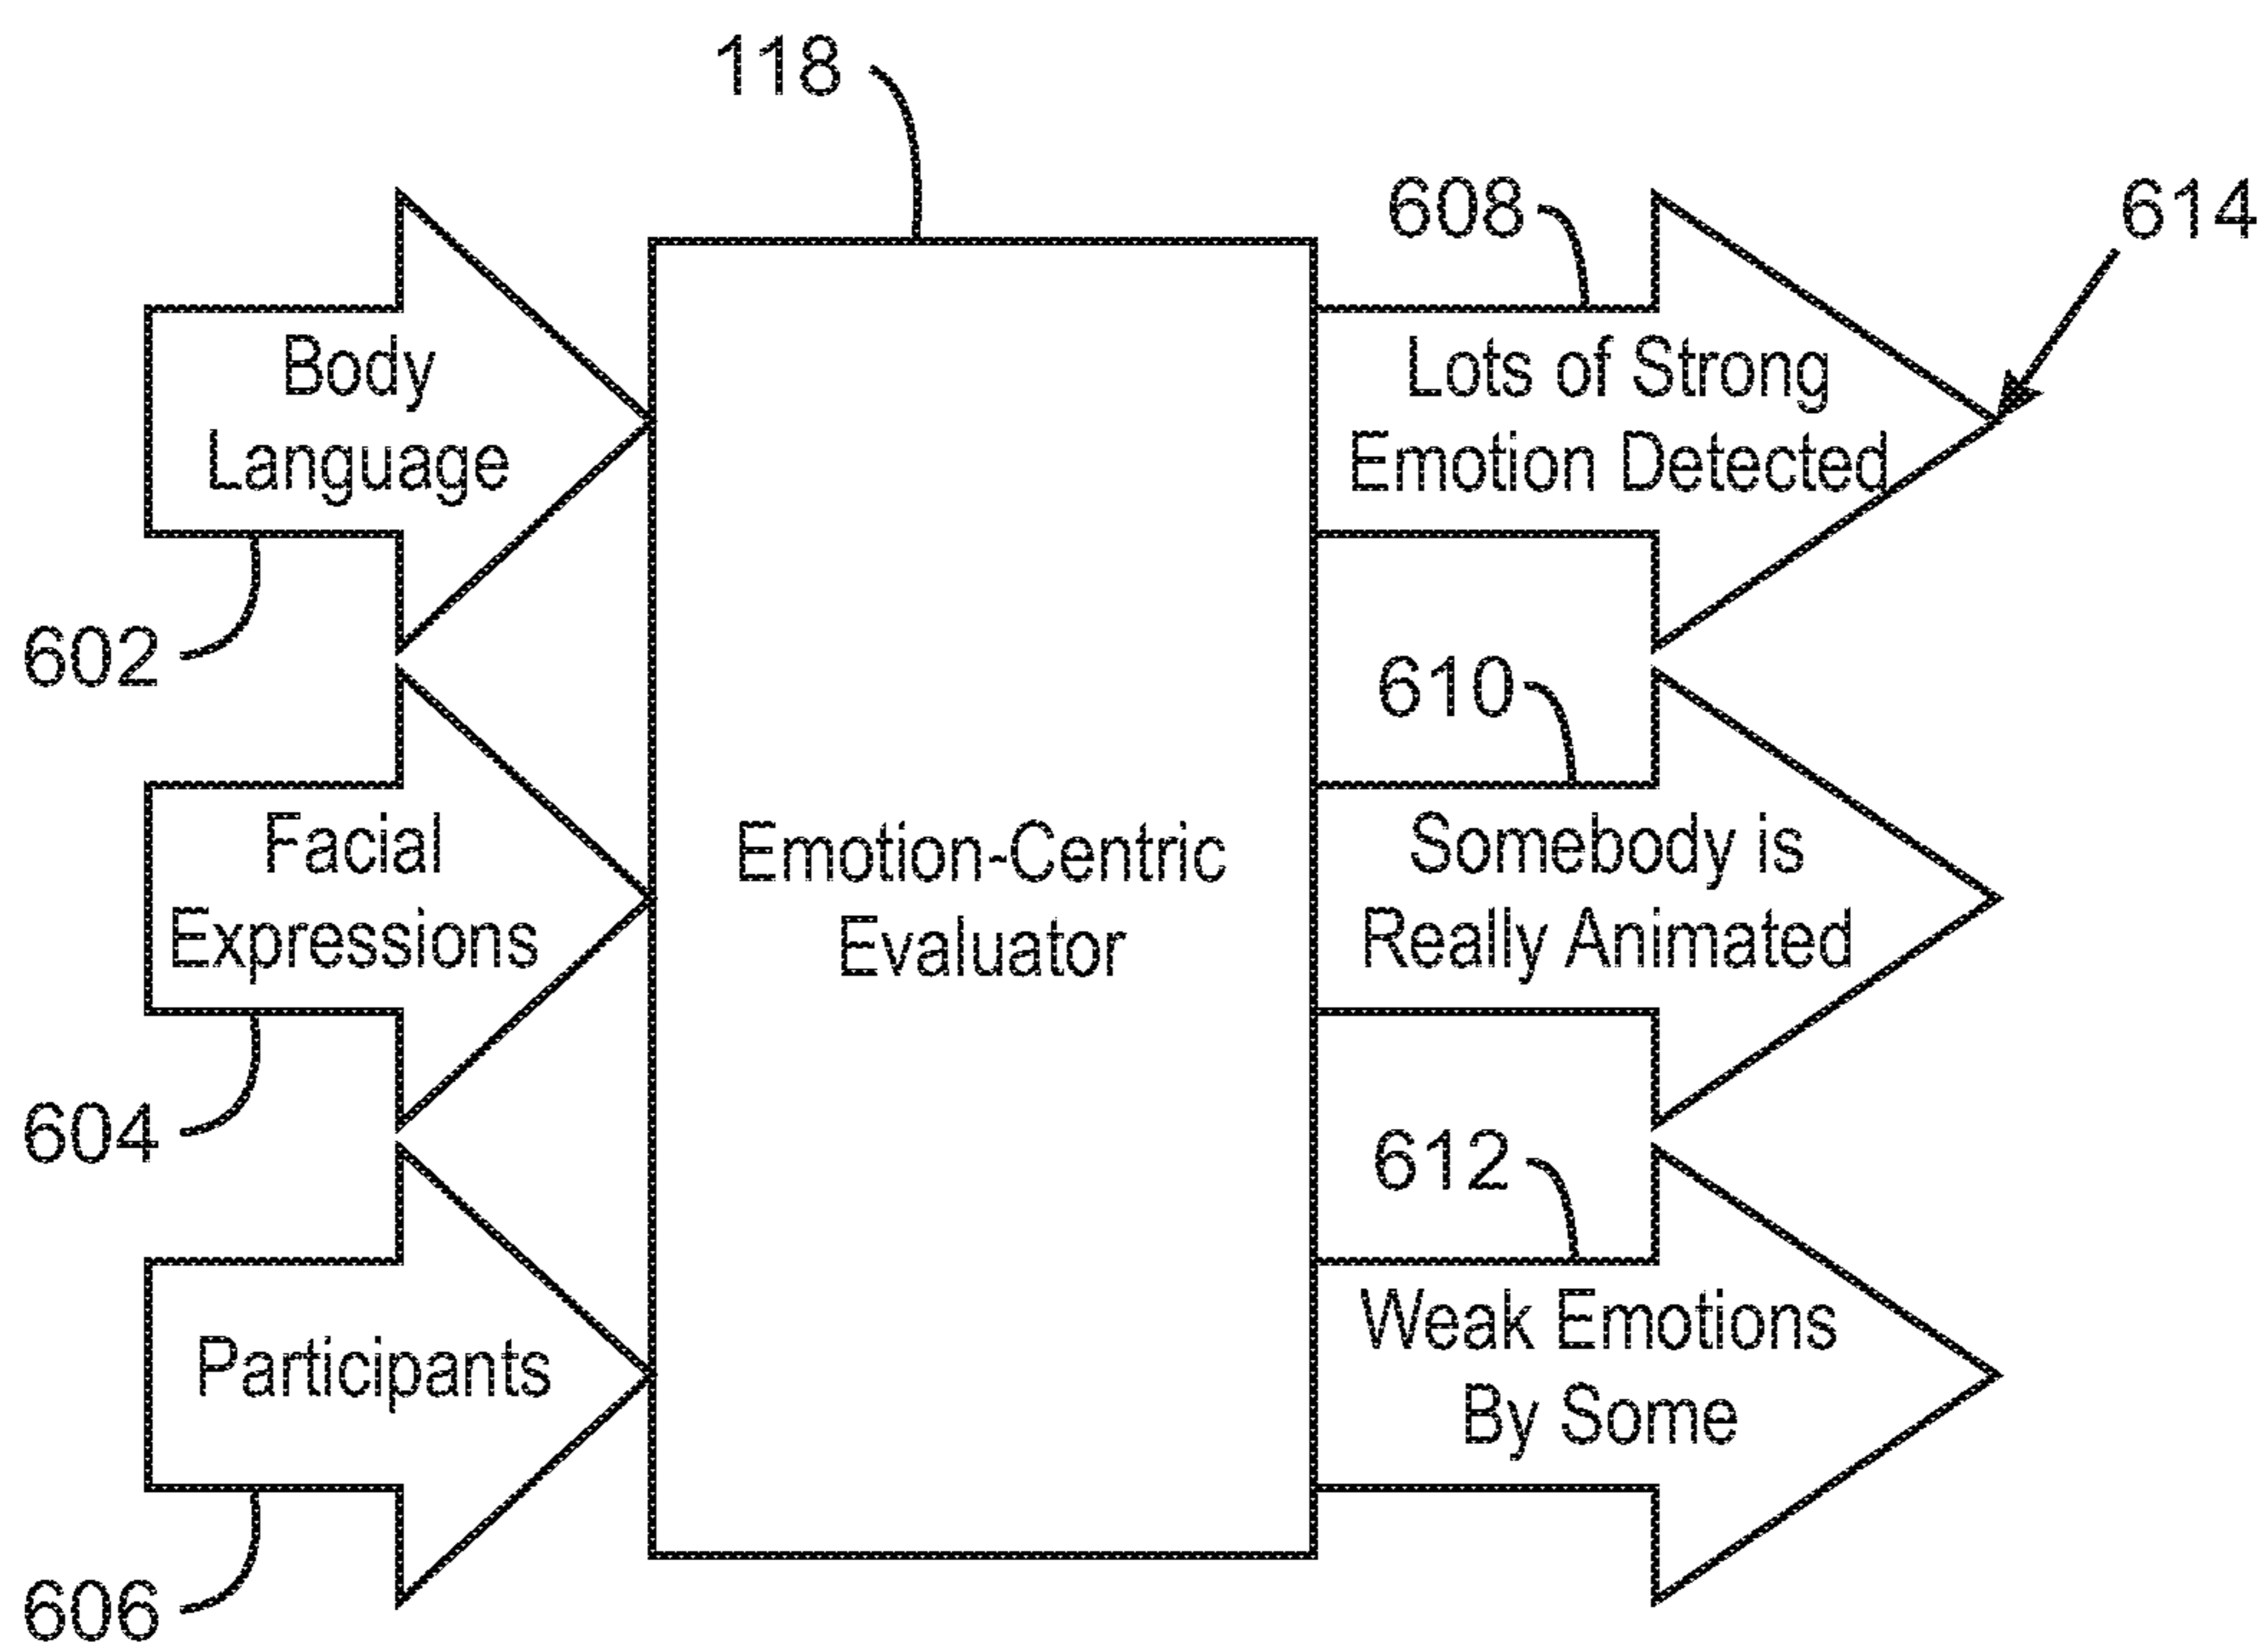 118
608
614
Body
Language
Lots of Strong
Emotion Detected
602
610
Facial
Expressions
Emotion-Centric
Evaluator
Somebody is
Really Animated
604
612
Participants
Weak Emotions
By Some
606